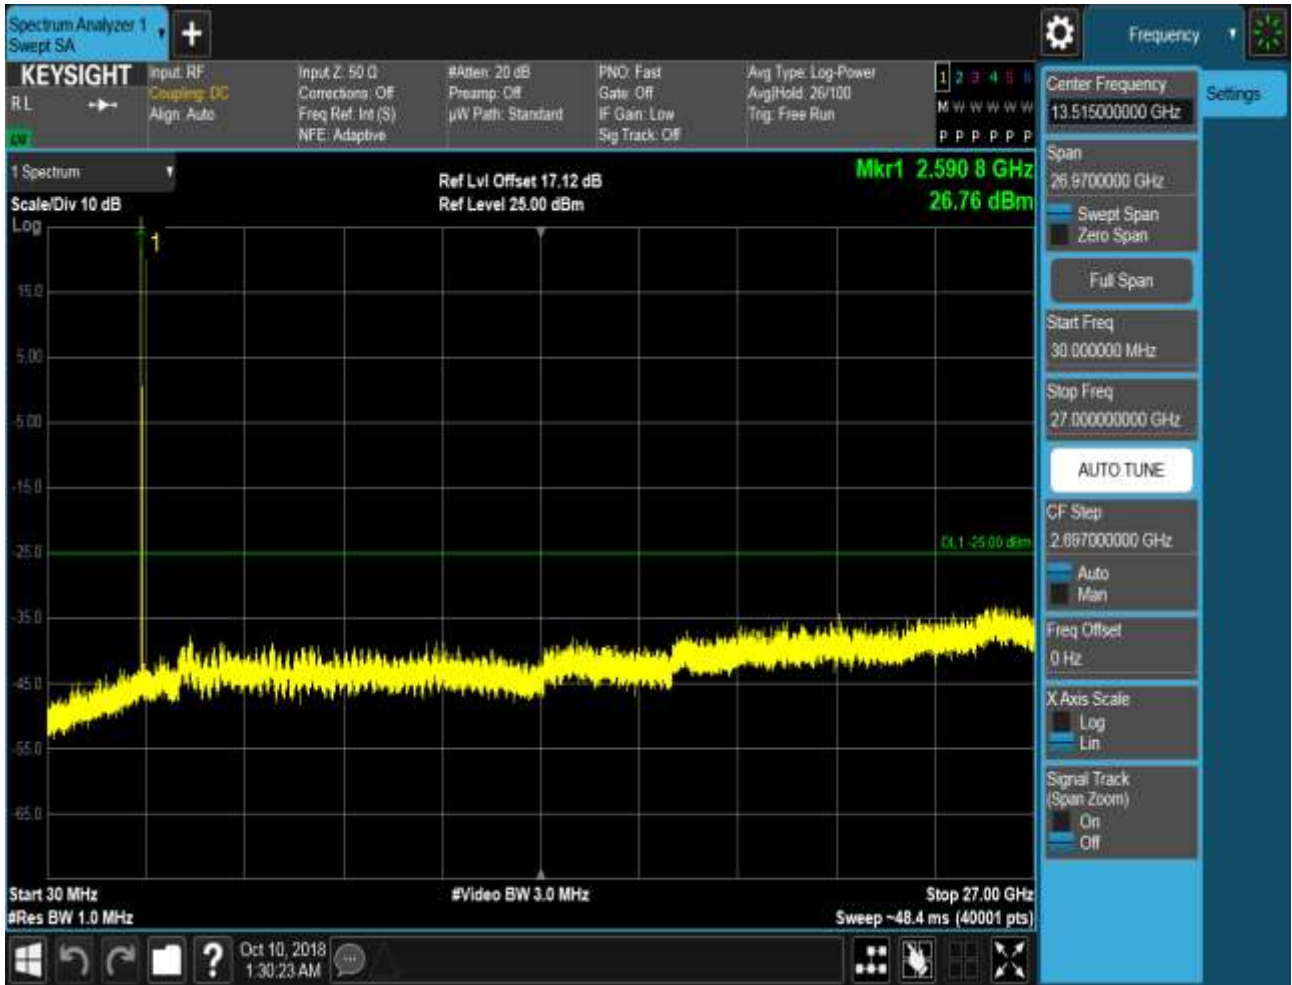 Spectrum Analyzer 1
Swept SA
Frequency
KEYSIGHT
RL
Input: RF
Coupling: DC
Align: Auto
Input Z: 50 Ω
Corrections: Off
Freq Ref: Int (S)
NFE: Adaptive
#Atten: 20 dB
Preamp: Off
µW Path: Standard
PNO: Fast
Gate: Off
IF Gain: Low
Sig Track: Off
Avg Type: Log-Power
Avg|Hold: 26/100
Trig: Free Run
1 2 3 4 5 6
M W W W W W
P P P P P P
1 Spectrum
Scale/Div 10 dB
Ref Lvl Offset 17.12 dB
Ref Level 25.00 dBm
Mkr1 2.590 8 GHz
26.76 dBm
Log
1
15.0
5.00
-5.00
-15.0
-25.0
DL1 -25.00 dBm
-35.0
-45.0
-55.0
-65.0
Start 30 MHz
#Video BW 3.0 MHz
Stop 27.00 GHz
#Res BW 1.0 MHz
Sweep ~48.4 ms (40001 pts)
Center Frequency
13.515000000 GHz
Settings
Span
26.9700000 GHz
Swept Span
Zero Span
Full Span
Start Freq
30.000000 MHz
Stop Freq
27.000000000 GHz
AUTO TUNE
CF Step
2.697000000 GHz
Auto
Man
Freq Offset
0 Hz
X Axis Scale
Log
Lin
Signal Track
(Span Zoom)
On
Off
?
Oct 10, 2018
1:30:23 AM